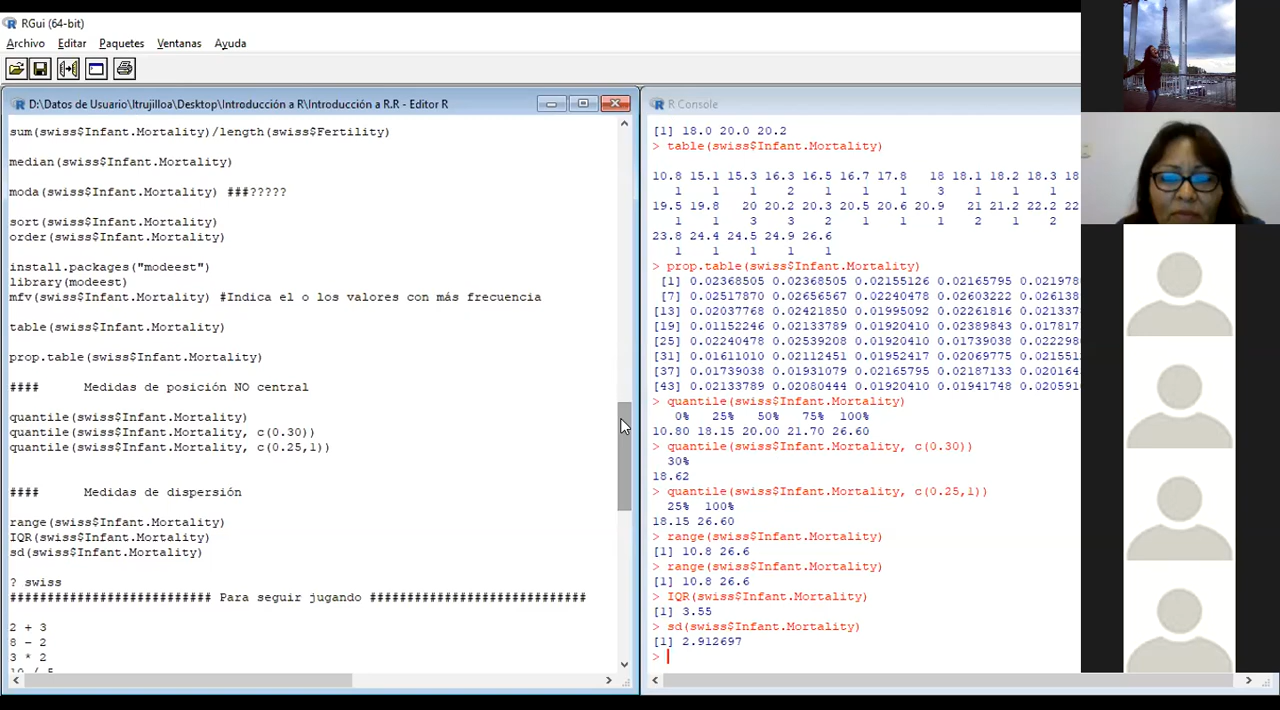 RGui (64-bit)
Archivo Editar Paquetes Ventanas Ayuda
D:\Datos de Usuario\ltrujilloa\Desktop\Introducción a R\Introducción a R.R - Editor R
sum(swiss$Infant.Mortality)/length(swiss$Fertility)
median(swiss$Infant.Mortality)
moda(swiss$Infant.Mortality) ###?????
sort(swiss$Infant.Mortality)
order(swiss$Infant.Mortality)
install.packages("modeest")
library(modeest)
mfv(swiss$Infant.Mortality) #Indica el o los valores con más frecuencia
table(swiss$Infant.Mortality)
prop.table(swiss$Infant.Mortality)
#### Medidas de posición NO central
quantile(swiss$Infant.Mortality)
quantile(swiss$Infant.Mortality, c(0.30))
quantile(swiss$Infant.Mortality, c(0.25,1))
#### Medidas de dispersión
range(swiss$Infant.Mortality)
IQR(swiss$Infant.Mortality)
sd(swiss$Infant.Mortality)
? swiss
########################### Para seguir jugando #############################
2 + 3
8 - 2
3 * 2
10 / 5
R Console
[1] 18.0 20.0 20.2
> table(swiss$Infant.Mortality)
10.8 15.1 15.3 16.3 16.5 16.7 17.8 18 18.1 18.2 18.3 18
1 1 1 2 1 1 1 3 1 1 1
19.5 19.8 20 20.2 20.3 20.5 20.6 20.9 21 21.2 22.2 22
1 1 3 3 2 1 1 1 2 1 2
23.8 24.4 24.5 24.9 26.6
1 1 1 1 1
> prop.table(swiss$Infant.Mortality)
[1] 0.02368505 0.02368505 0.02155126 0.02165795 0.021978
[7] 0.02517870 0.02656567 0.02240478 0.02603222 0.026138
[13] 0.02037768 0.02421850 0.01995092 0.02261816 0.021337
[19] 0.01152246 0.02133789 0.01920410 0.02389843 0.017817
[25] 0.02240478 0.02539208 0.01920410 0.01739038 0.022298
[31] 0.01611010 0.02112451 0.01952417 0.02069775 0.021551
[37] 0.01739038 0.01931079 0.02165795 0.02187133 0.020164
[43] 0.02133789 0.02080444 0.01920410 0.01941748 0.020591
> quantile(swiss$Infant.Mortality)
0% 25% 50% 75% 100%
10.80 18.15 20.00 21.70 26.60
> quantile(swiss$Infant.Mortality, c(0.30))
30%
18.62
> quantile(swiss$Infant.Mortality, c(0.25,1))
25% 100%
18.15 26.60
> range(swiss$Infant.Mortality)
[1] 10.8 26.6
> range(swiss$Infant.Mortality)
[1] 10.8 26.6
> IQR(swiss$Infant.Mortality)
[1] 3.55
> sd(swiss$Infant.Mortality)
[1] 2.912697
>